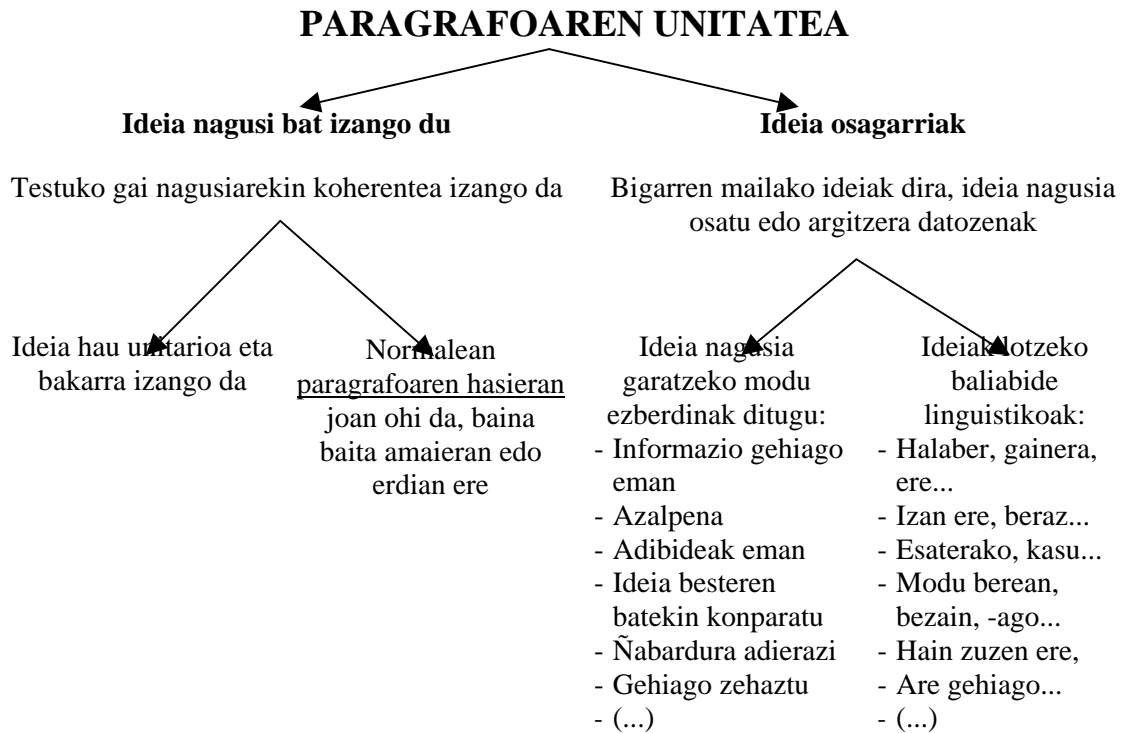 PARAGRAFOAREN UNITATEA
Ideia nagusi bat izango du
Testuko gai nagusiarekin koherentea izango da
Ideia hau unitarioa eta
bakarra izango da
Normalean
paragrafoaren hasieran
joan ohi da, baina
baita amaieran edo
erdian ere
Ideia osagarriak
Bigarren mailako ideiak dira, ideia nagusia
osatu edo argitzera datozenak
Ideia nagusia
garatzeko modu
ezberdinak ditugu:
- Informazio gehiago
eman
- Azalpena
- Adibideak eman
- Ideia besteren
batekin konparatu
- Ñabardura adierazi
- Gehiago zehaztu
- (...)
Ideiak lotzeko
baliabide
linguistikoak:
- Halaber, gainera,
ere...
- Izan ere, beraz...
- Esaterako, kasu...
- Modu berean,
bezain, -ago...
- Hain zuzen ere,
- Are gehiago...
- (...)